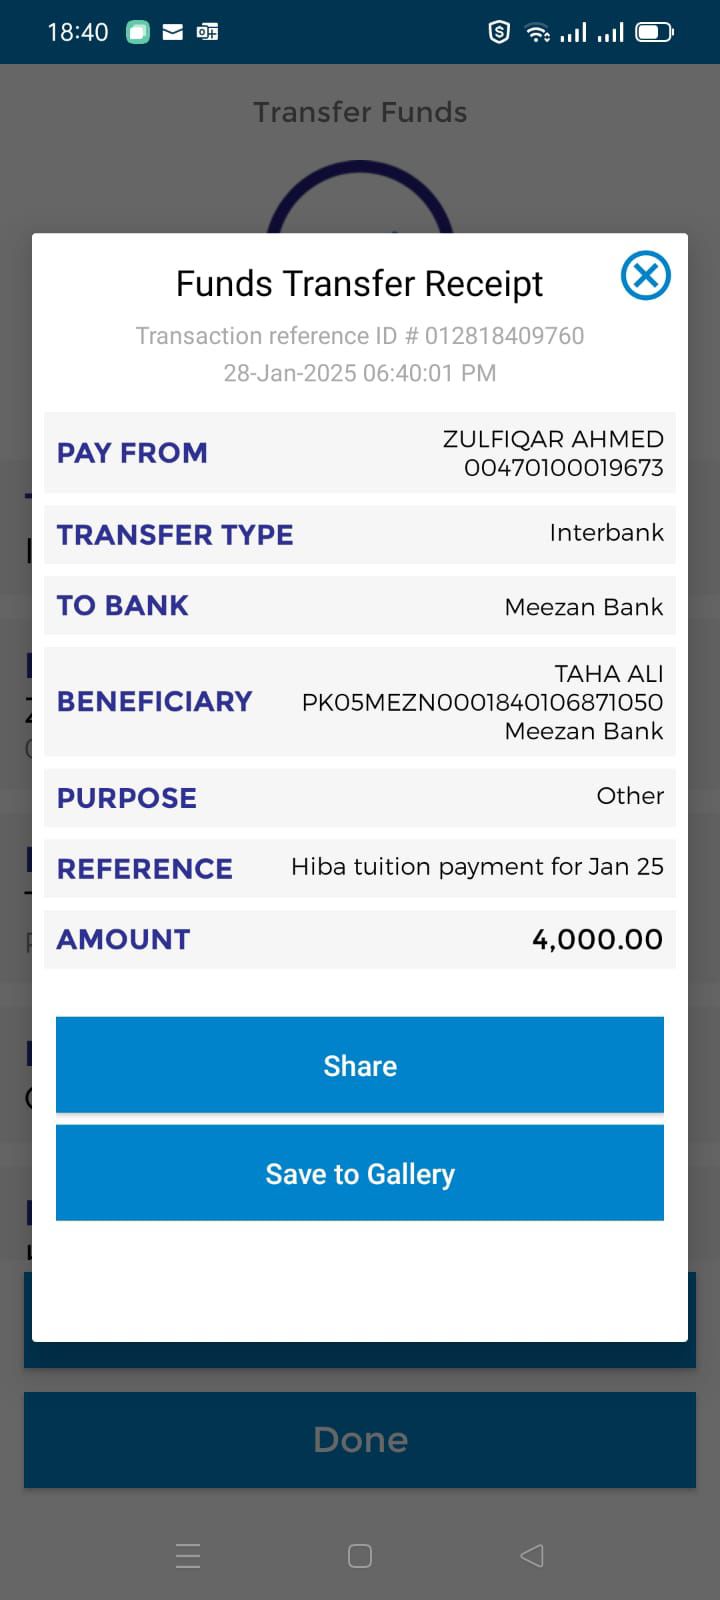 18:40
Transfer Funds
Funds Transfer Receipt
Transaction reference ID # 012818409760
28-Jan-2025 06:40:01 PM
PAY FROM
ZULFIQAR AHMED
00470100019673
TRANSFER TYPE
Interbank
TO BANK
Meezan Bank
BENEFICIARY
TAHA ALI
PK05MEZN0001840106871050
Meezan Bank
PURPOSE
Other
REFERENCE
Hiba tuition payment for Jan 25
AMOUNT
4,000.00
Share
Save to Gallery
Done